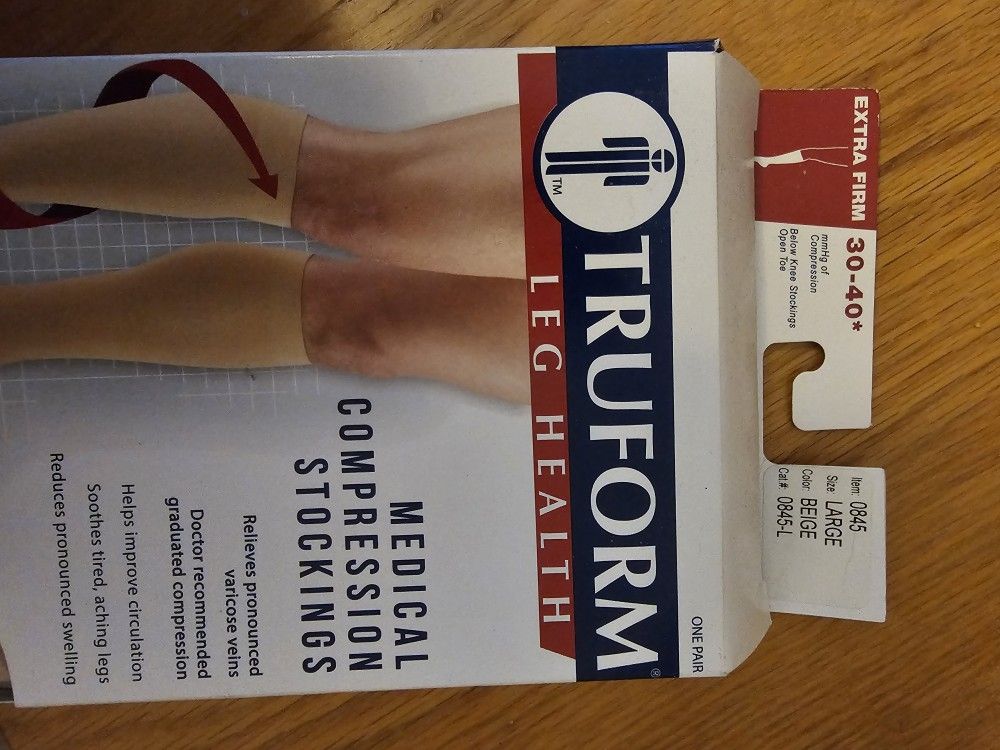 EXTRA FIRM 30-40*
mmHg of
Compression
Below Knee Stockings
Open Toe
Item: 0845
Size: LARGE
Color: BEIGE
Cat.#: 0845-L
ONE PAIR
TRUFORM®
TM
LEG HEALTH
MEDICAL
COMPRESSION
STOCKINGS
Relieves pronounced
varicose veins
Doctor recommended
graduated compression
Helps improve circulation
Soothes tired, aching legs
Reduces pronounced swelling